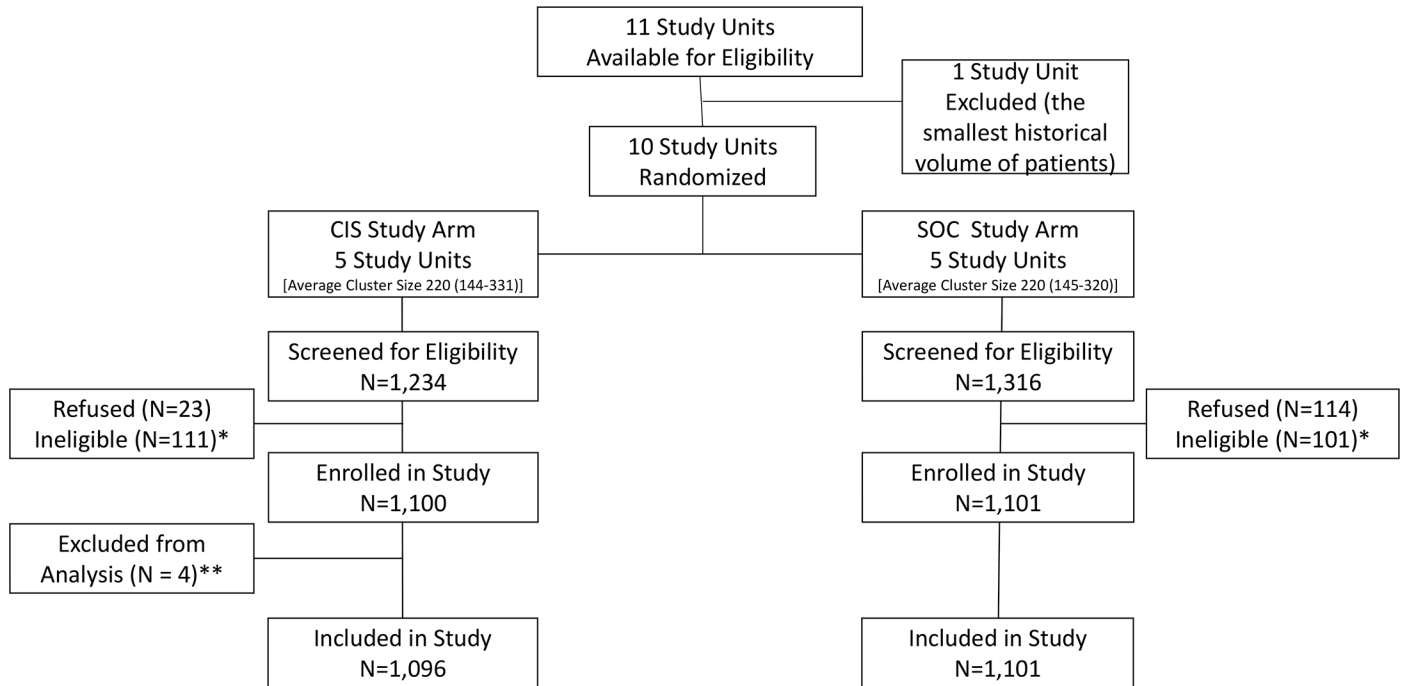 11 Study Units
Available for Eligibility
1 Study Unit
Excluded (the
smallest historical
volume of patients)
10 Study Units
Randomized
CIS Study Arm
5 Study Units
[Average Cluster Size 220 (144-331)]
SOC  Study Arm
5 Study Units
[Average Cluster Size 220 (145-320)]
Screened for Eligibility
N=1,234
Screened for Eligibility
N=1,316
Refused (N=23)
Ineligible (N=111)*
Refused (N=114)
Ineligible (N=101)*
Enrolled in Study
N=1,100
Enrolled in Study
N=1,101
Excluded from
Analysis (N = 4)**
Included in Study
N=1,096
Included in Study
N=1,101